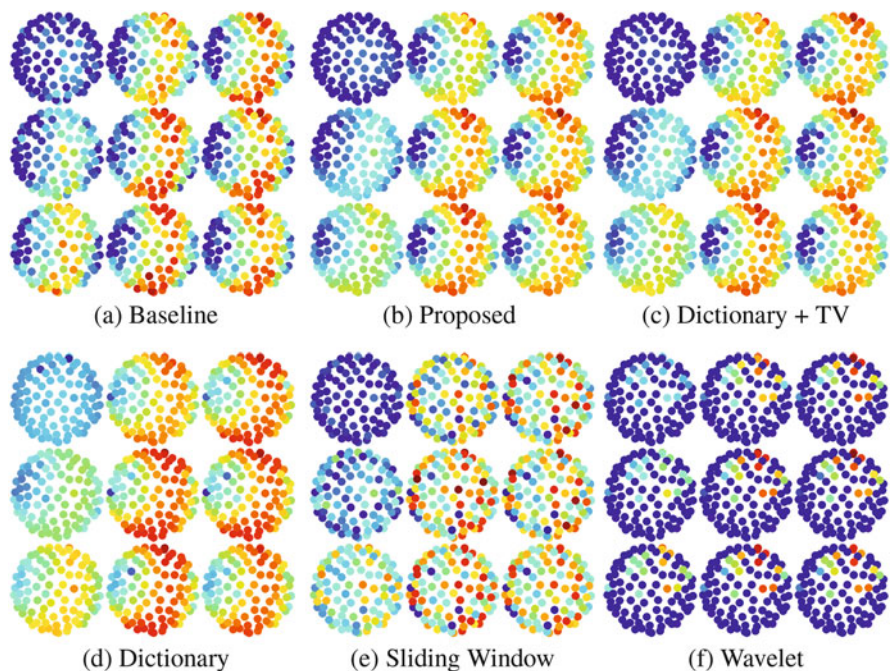 (a) Baseline
(b) Proposed
(c) Dictionary + TV
(d) Dictionary
(e) Sliding Window
(f) Wavelet